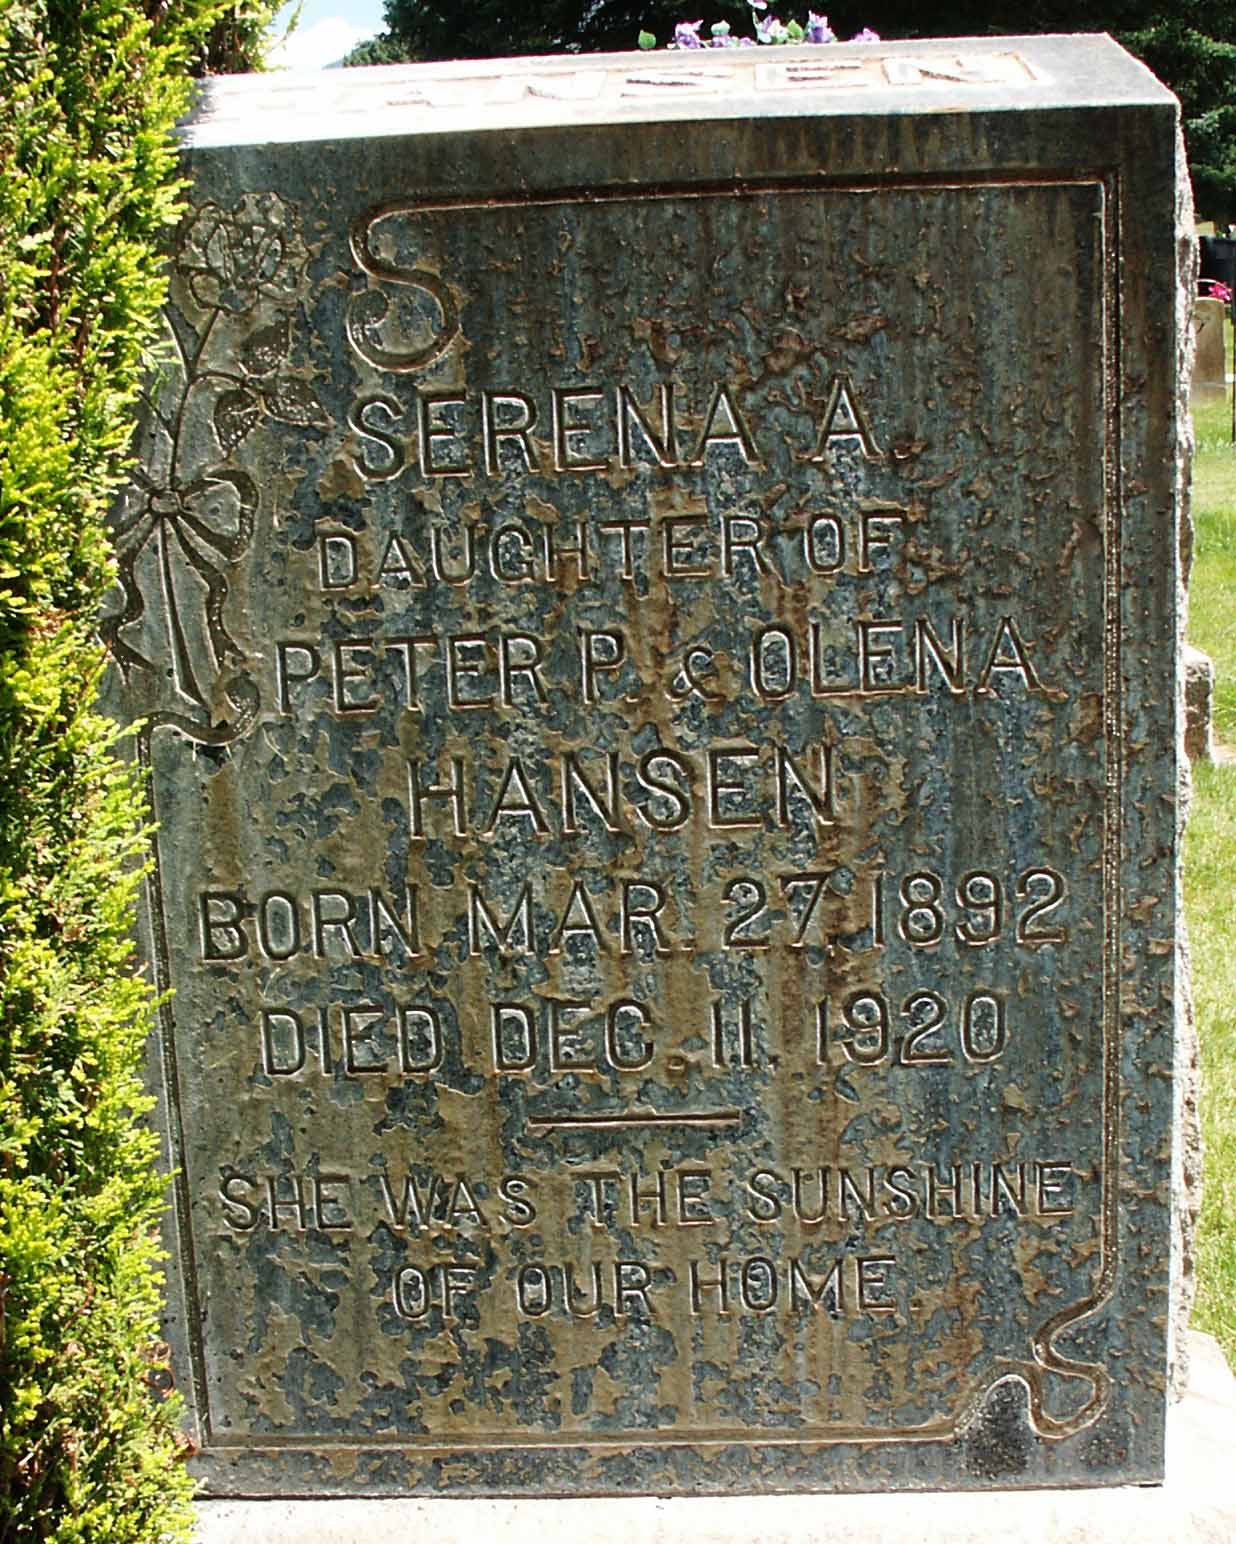 HANSEN
SERENA A.
DAUGHTER OF
PETER P. & OLENA
HANSEN
BORN MAR. 27, 1892
DIED DEC. 11. 1920
SHE WAS THE SUNSHINE
OF OUR HOME.